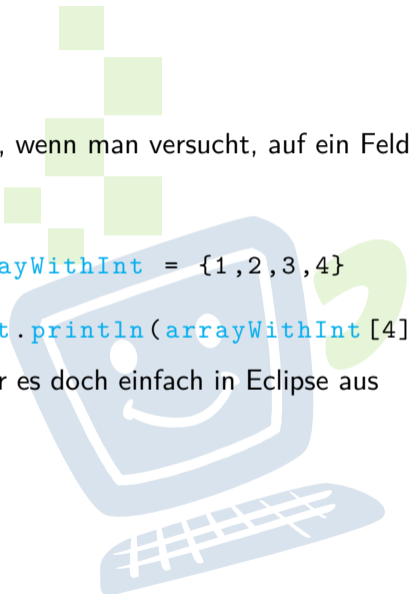 , wenn man versucht, auf ein Feld
ayWithInt = {1,2,3,4}
t.println(arrayWithInt[4]
r es doch einfach in Eclipse aus